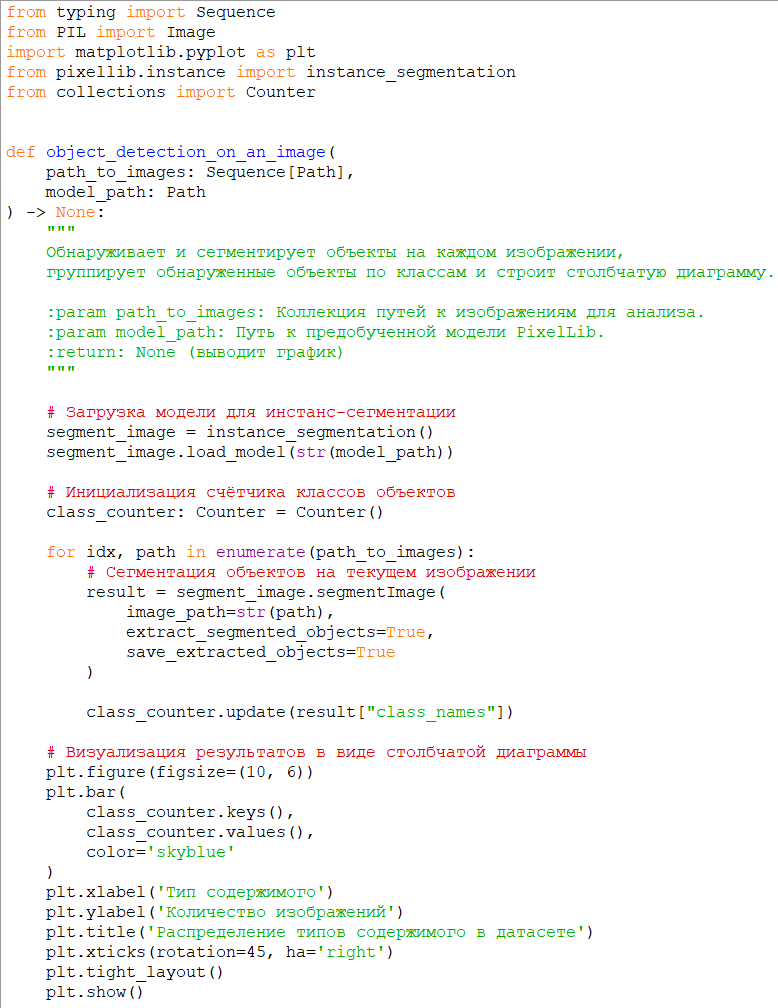 from typing import Sequence
from PIL import Image
import matplotlib.pyplot as plt
from pixellib.instance import instance_segmentation
from collections import Counter


def object_detection_on_an_image(
    path_to_images: Sequence[Path],
    model_path: Path
) -> None:
    """
    Обнаруживает и сегментирует объекты на каждом изображении,
    группирует обнаруженные объекты по классам и строит столбчатую диаграмму.

    :param path_to_images: Коллекция путей к изображениям для анализа.
    :param model_path: Путь к предобученной модели PixelLib.
    :return: None (выводит график)
    """

    # Загрузка модели для инстанс-сегментации
    segment_image = instance_segmentation()
    segment_image.load_model(str(model_path))

    # Инициализация счётчика классов объектов
    class_counter: Counter = Counter()

    for idx, path in enumerate(path_to_images):
        # Сегментация объектов на текущем изображении
        result = segment_image.segmentImage(
            image_path=str(path),
            extract_segmented_objects=True,
            save_extracted_objects=True
        )

        class_counter.update(result["class_names"])

    # Визуализация результатов в виде столбчатой диаграммы
    plt.figure(figsize=(10, 6))
    plt.bar(
        class_counter.keys(),
        class_counter.values(),
        color='skyblue'
    )
    plt.xlabel('Тип содержимого')
    plt.ylabel('Количество изображений')
    plt.title('Распределение типов содержимого в датасете')
    plt.xticks(rotation=45, ha='right')
    plt.tight_layout()
    plt.show()